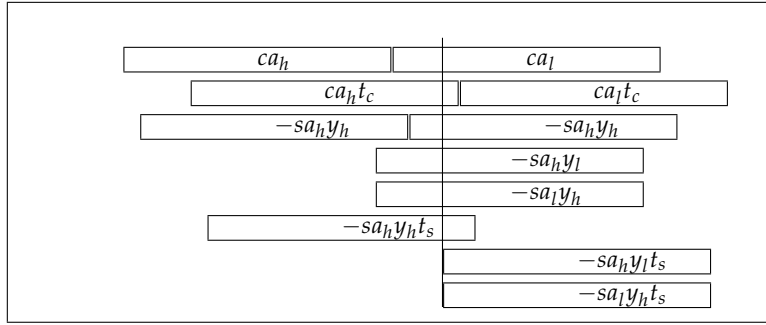 ca_h ca_l
ca_h t_c ca_l t_c
−sa_h y_h −sa_h y_h
−sa_h y_l
−sa_l y_h
−sa_h y_h t_s
−sa_h y_l t_s
−sa_l y_h t_s